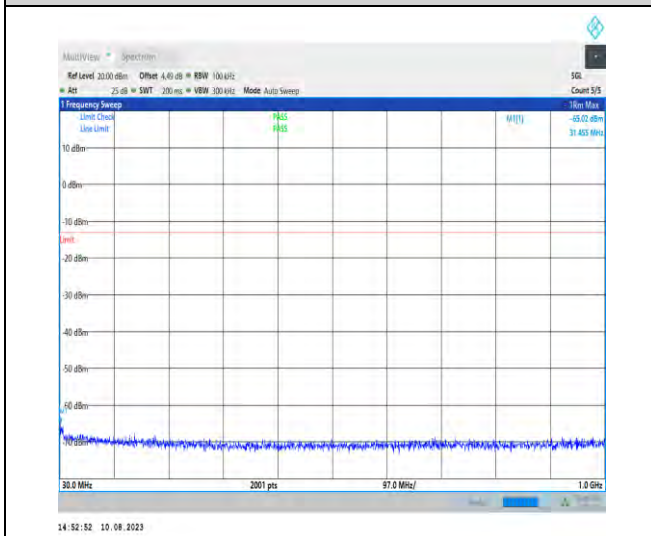 MultiView Spectrum
Ref Level 20.00 dBm Offset 4.49 dB RBW 100 kHz SGL
Att 25 dB SWT 200 ms VBW 300 kHz Mode Auto Sweep Count 5/5
1 Frequency Sweep 1Rm Max
Limit Check PASS M1[1] -65.02 dBm
Line Limit PASS 31.455 MHz
10 dBm
0 dBm
-10 dBm
Limit
-20 dBm
-30 dBm
-40 dBm
-50 dBm
-60 dBm
-70 dBm
30.0 MHz 2001 pts 97.0 MHz/ 1.0 GHz
14:52:52 10.08.2023